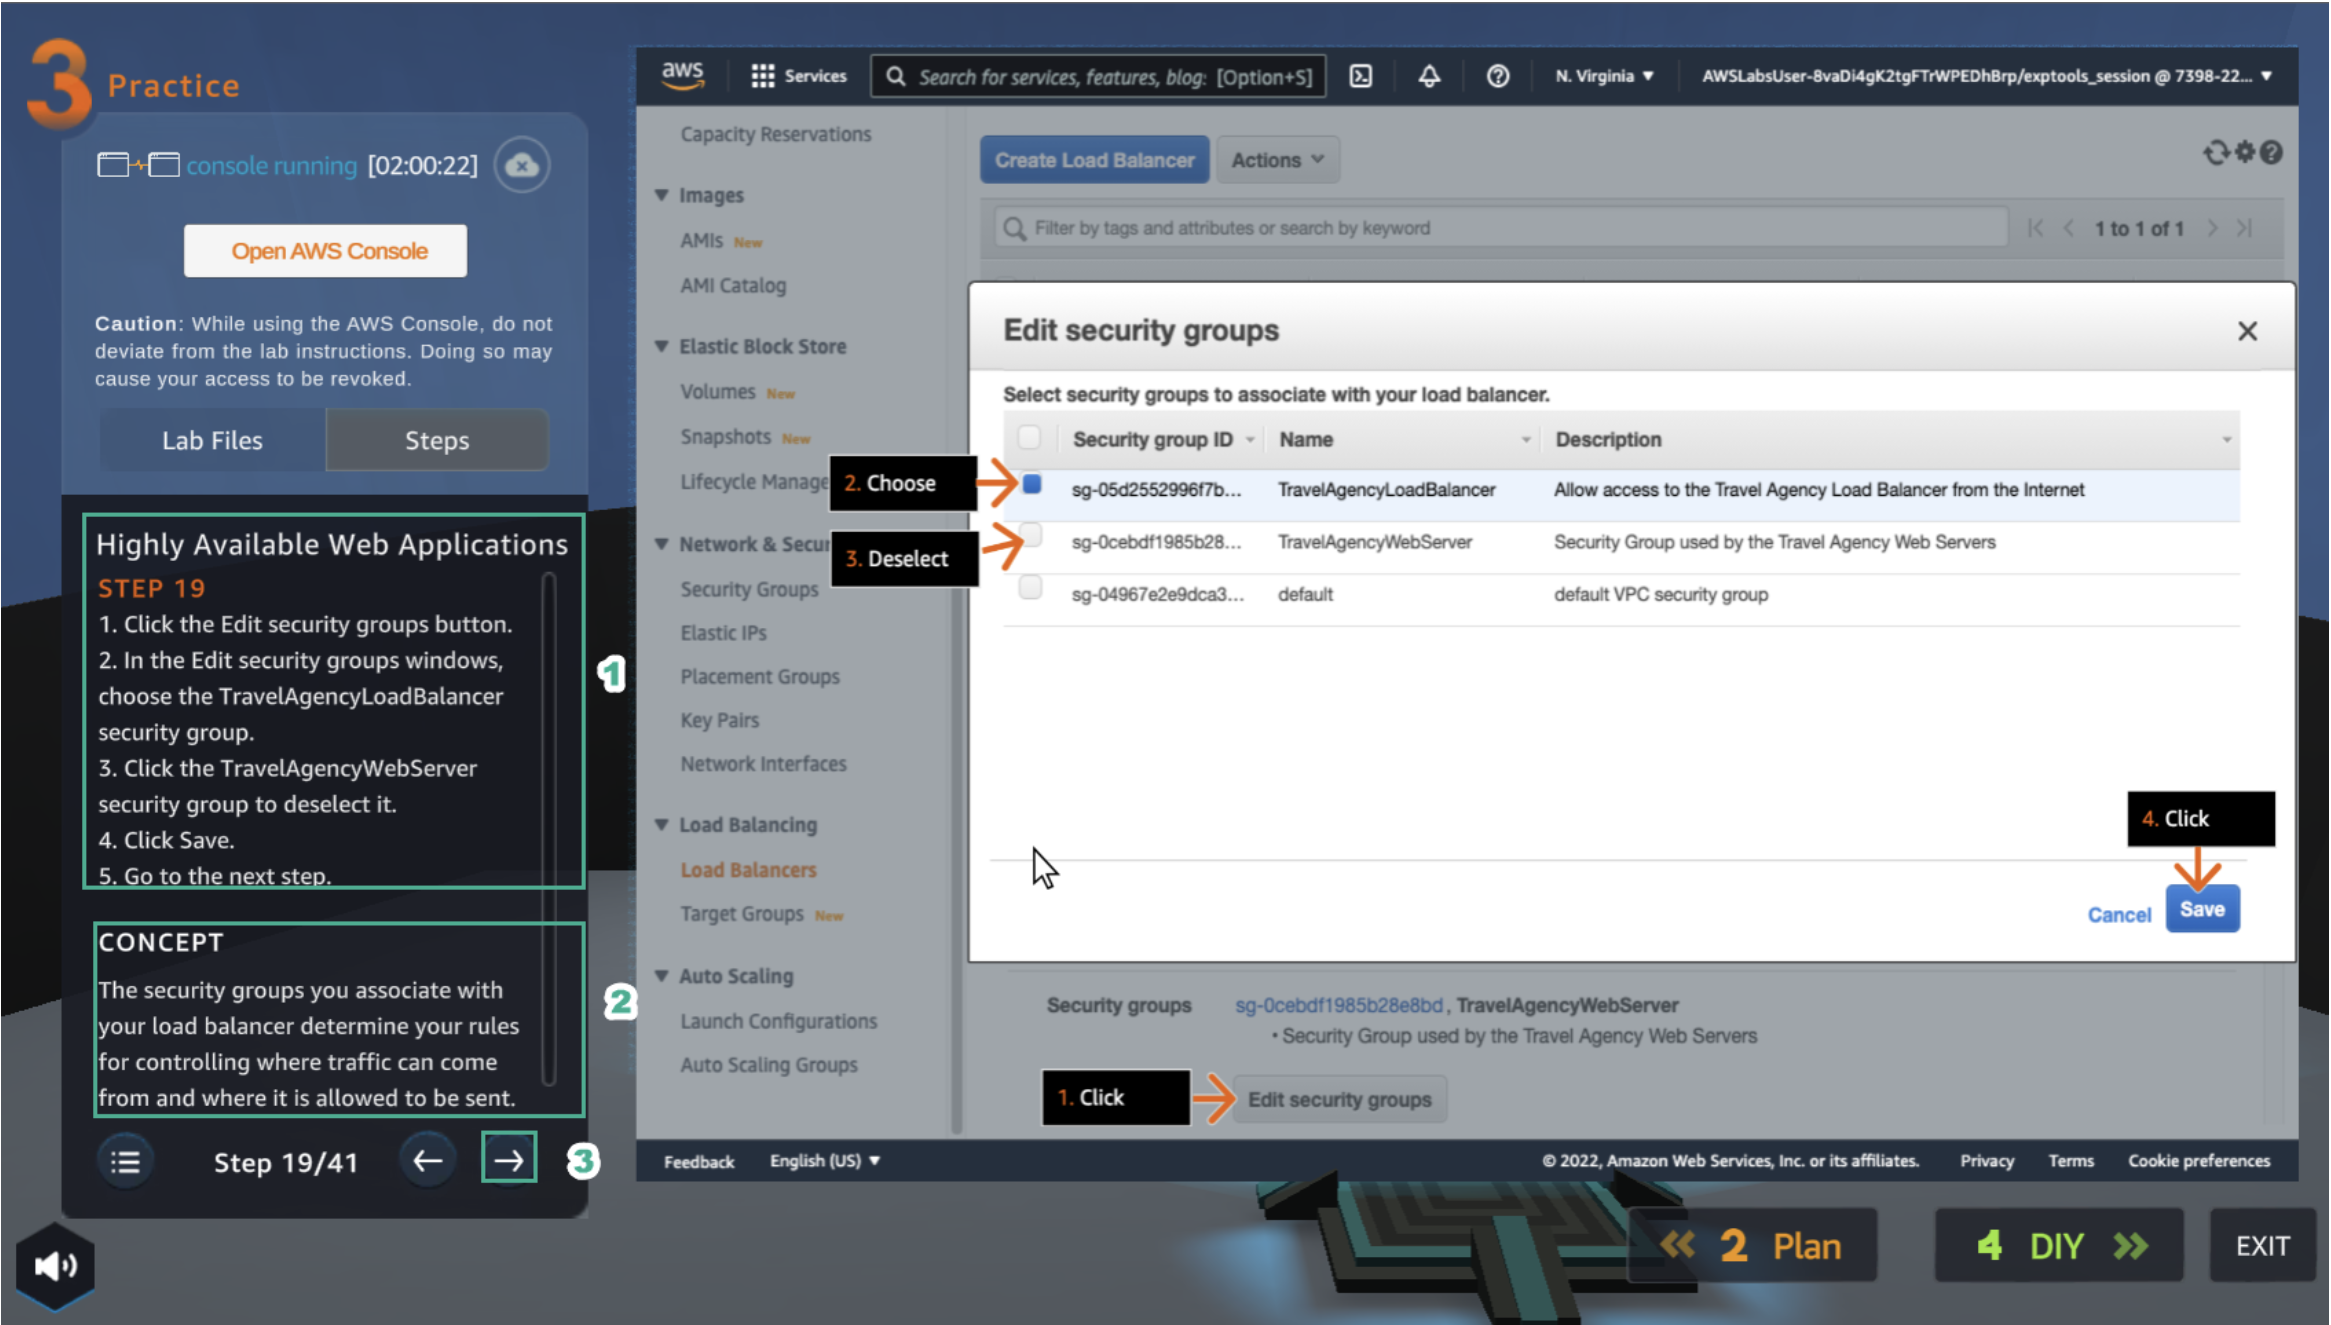 3 Practice
console running [02:00:22]
Open AWS Console
Caution: While using the AWS Console, do not
deviate from the lab instructions. Doing so may
cause your access to be revoked.
Lab Files
Steps
Highly Available Web Applications
STEP 19
1. Click the Edit security groups button.
2. In the Edit security groups windows,
choose the TravelAgencyLoadBalancer
security group.
3. Click the TravelAgencyWebServer
security group to deselect it.
4. Click Save.
5. Go to the next step.
1
CONCEPT
The security groups you associate with
your load balancer determine your rules
for controlling where traffic can come
from and where it is allowed to be sent.
2
Step 19/41
3
aws
Services
Search for services, features, blog: [Option+S]
N. Virginia ▼
AWSLabsUser-8vaDi4gK2tgFTrWPEDhBrp/exptools_session @ 7398-22... ▼
Capacity Reservations
Images
AMIs New
AMI Catalog
Elastic Block Store
Volumes New
Snapshots New
Lifecycle Manage
Network & Secur
Security Groups
Elastic IPs
Placement Groups
Key Pairs
Network Interfaces
Load Balancing
Load Balancers
Target Groups New
Auto Scaling
Launch Configurations
Auto Scaling Groups
Create Load Balancer
Actions
Filter by tags and attributes or search by keyword
1 to 1 of 1
Edit security groups
Select security groups to associate with your load balancer.
Security group ID Name Description
2. Choose
sg-05d2552996f7b... TravelAgencyLoadBalancer Allow access to the Travel Agency Load Balancer from the Internet
3. Deselect
sg-0cebdf1985b28... TravelAgencyWebServer Security Group used by the Travel Agency Web Servers
sg-04967e2e9dca3... default default VPC security group
4. Click
Cancel
Save
Security groups sg-0cebdf1985b28e8bd, TravelAgencyWebServer
• Security Group used by the Travel Agency Web Servers
1. Click
Edit security groups
Feedback English (US) ▼
© 2022, Amazon Web Services, Inc. or its affiliates. Privacy Terms Cookie preferences
2 Plan
4 DIY
EXIT